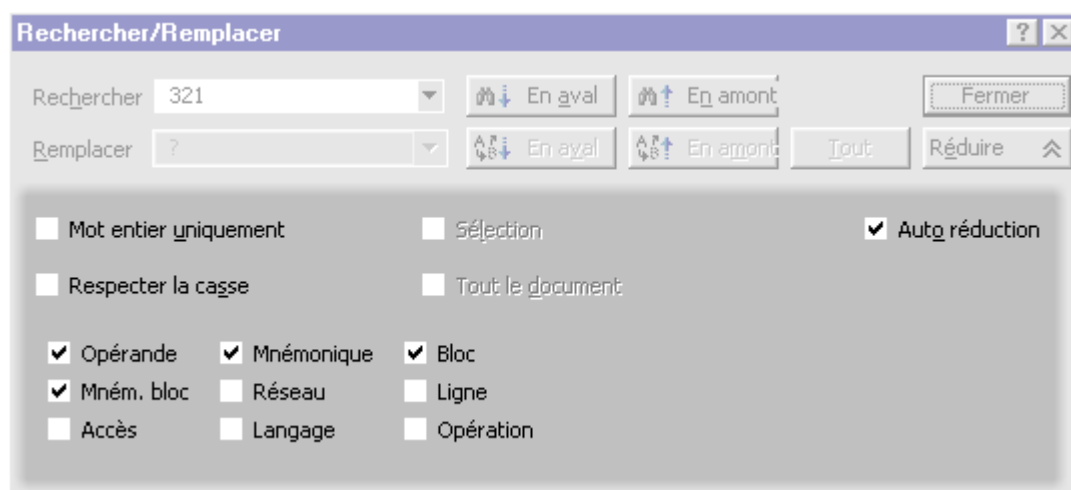 Rechercher/Remplacer
Rechercher 321 En aval En amont Fermer
Remplacer ? En aval En amont Tout Réduire
Mot entier uniquement Sélection Auto réduction
Respecter la casse Tout le document
Opérande Mnémonique Bloc
Mném. bloc Réseau Ligne
Accès Langage Opération